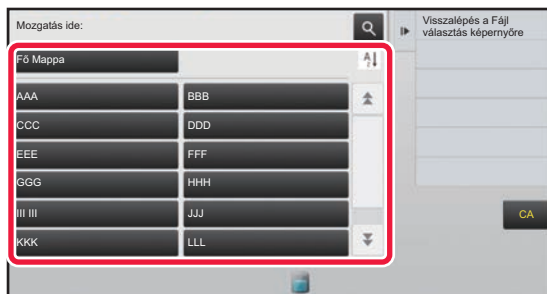 Mozgatás ide:
Visszalépés a Fájl
választás képernyőre
Fő Mappa
AAA
BBB
CCC
DDD
EEE
FFF
GGG
HHH
III III
JJJ
CA
KKK
LLL